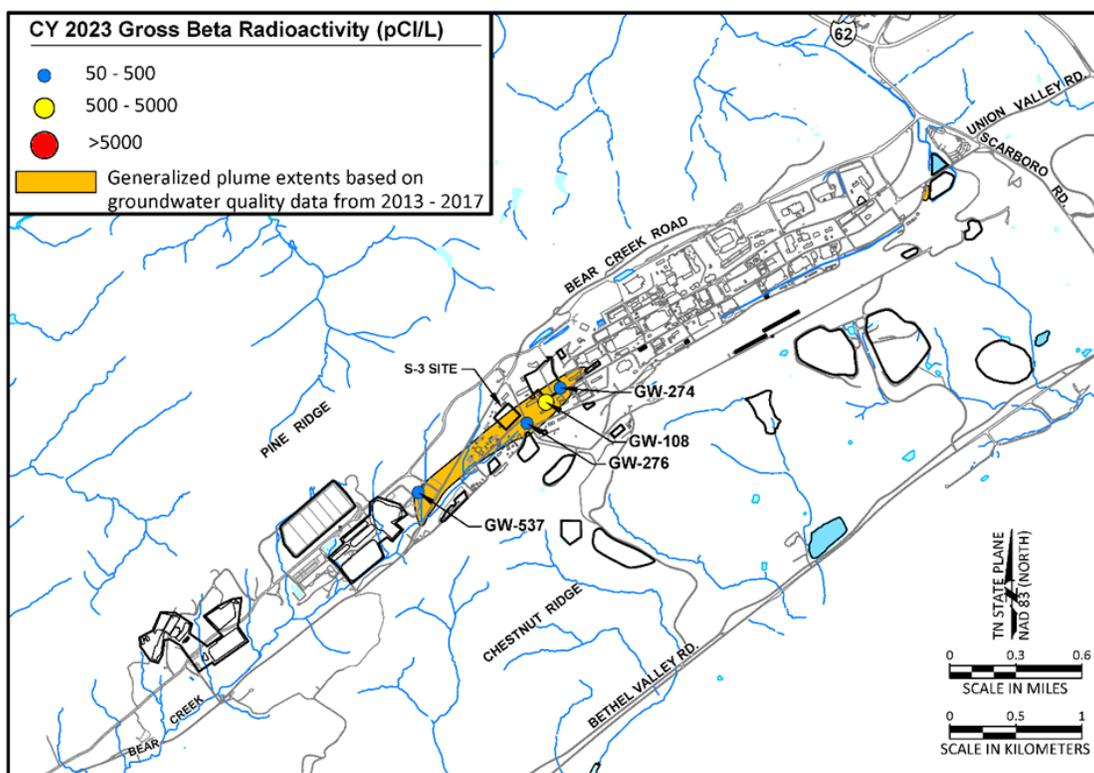 CY 2023 Gross Beta Radioactivity (pCI/L)
50 - 500
500 - 5000
>5000
Generalized plume extents based on
groundwater quality data from 2013 - 2017
62
UNION VALLEY RD.
SCARBORO RD.
BEAR CREEK ROAD
S-3 SITE
GW-274
GW-108
GW-276
GW-537
PINE RIDGE
CHESTNUT RIDGE
BETHEL VALLEY RD.
BEAR CREEK
TN STATE PLANE
NAD 83 (NORTH)
0 0.3 0.6
SCALE IN MILES
0 0.5 1
SCALE IN KILOMETERS